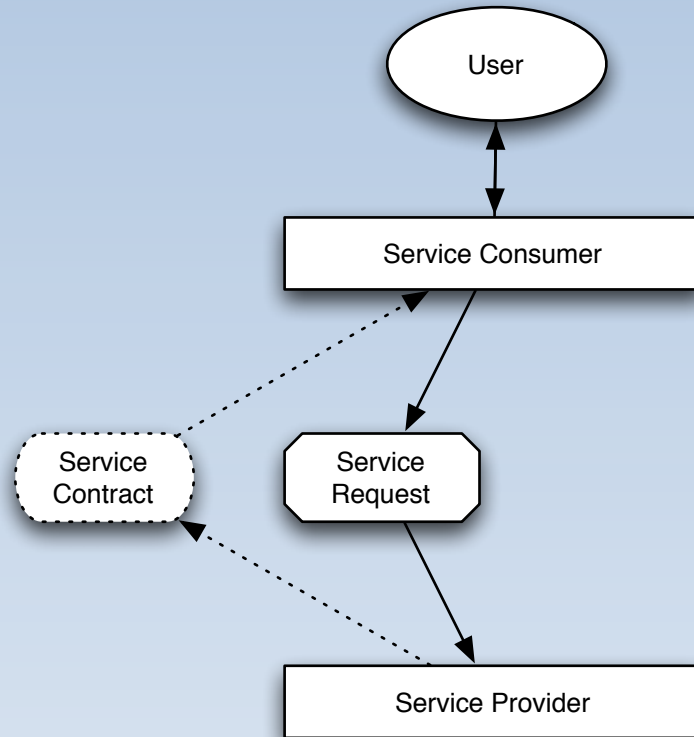 User
Service Consumer
Service
Contract
Service
Request
Service Provider